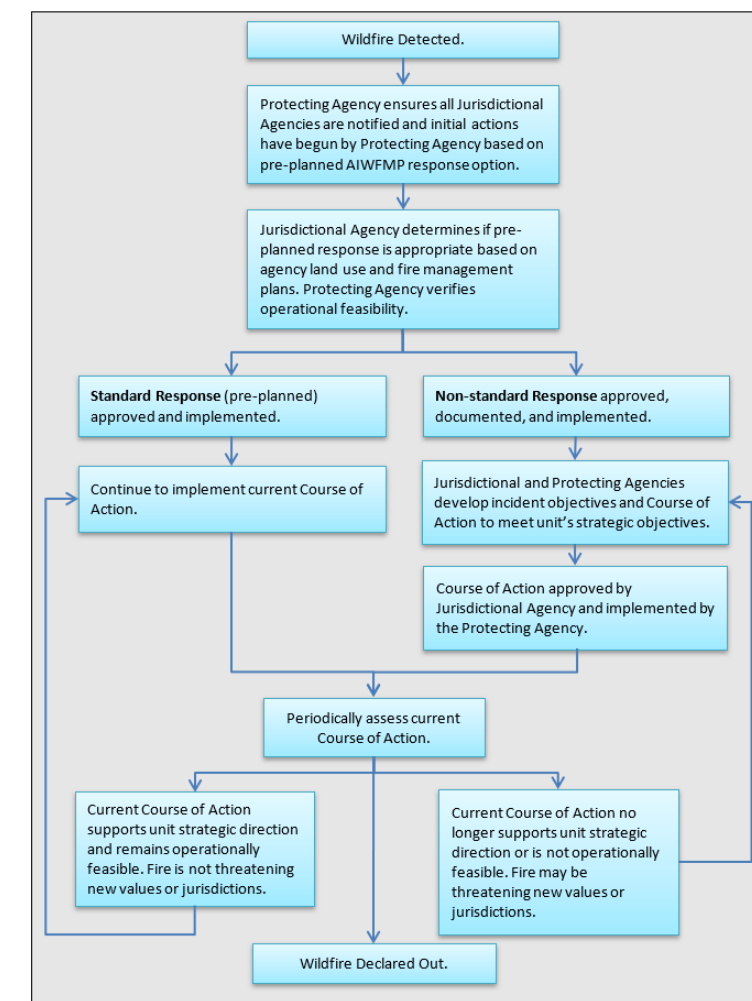 Wildfire Detected.
Protecting Agency ensures all Jurisdictional
Agencies are notified and initial actions
have begun by Protecting Agency based on
pre-planned AIWFMP response option.
Jurisdictional Agency determines if pre-
planned response is appropriate based on
agency land use and fire management
plans. Protecting Agency verifies
operational feasibility.
Standard Response (pre-planned)
approved and implemented.
Non-standard Response approved,
documented, and implemented.
Continue to implement current Course of
Action.
Jurisdictional and Protecting Agencies
develop incident objectives and Course of
Action to meet unit's strategic objectives.
Course of Action approved by
Jurisdictional Agency and implemented by
the Protecting Agency.
Periodically assess current
Course of Action.
Current Course of Action
supports unit strategic direction
and remains operationally
feasible. Fire is not threatening
new values or jurisdictions.
Current Course of Action no
longer supports unit strategic
direction or is not operationally
feasible. Fire may be
threatening new values or
jurisdictions.
Wildfire Declared Out.